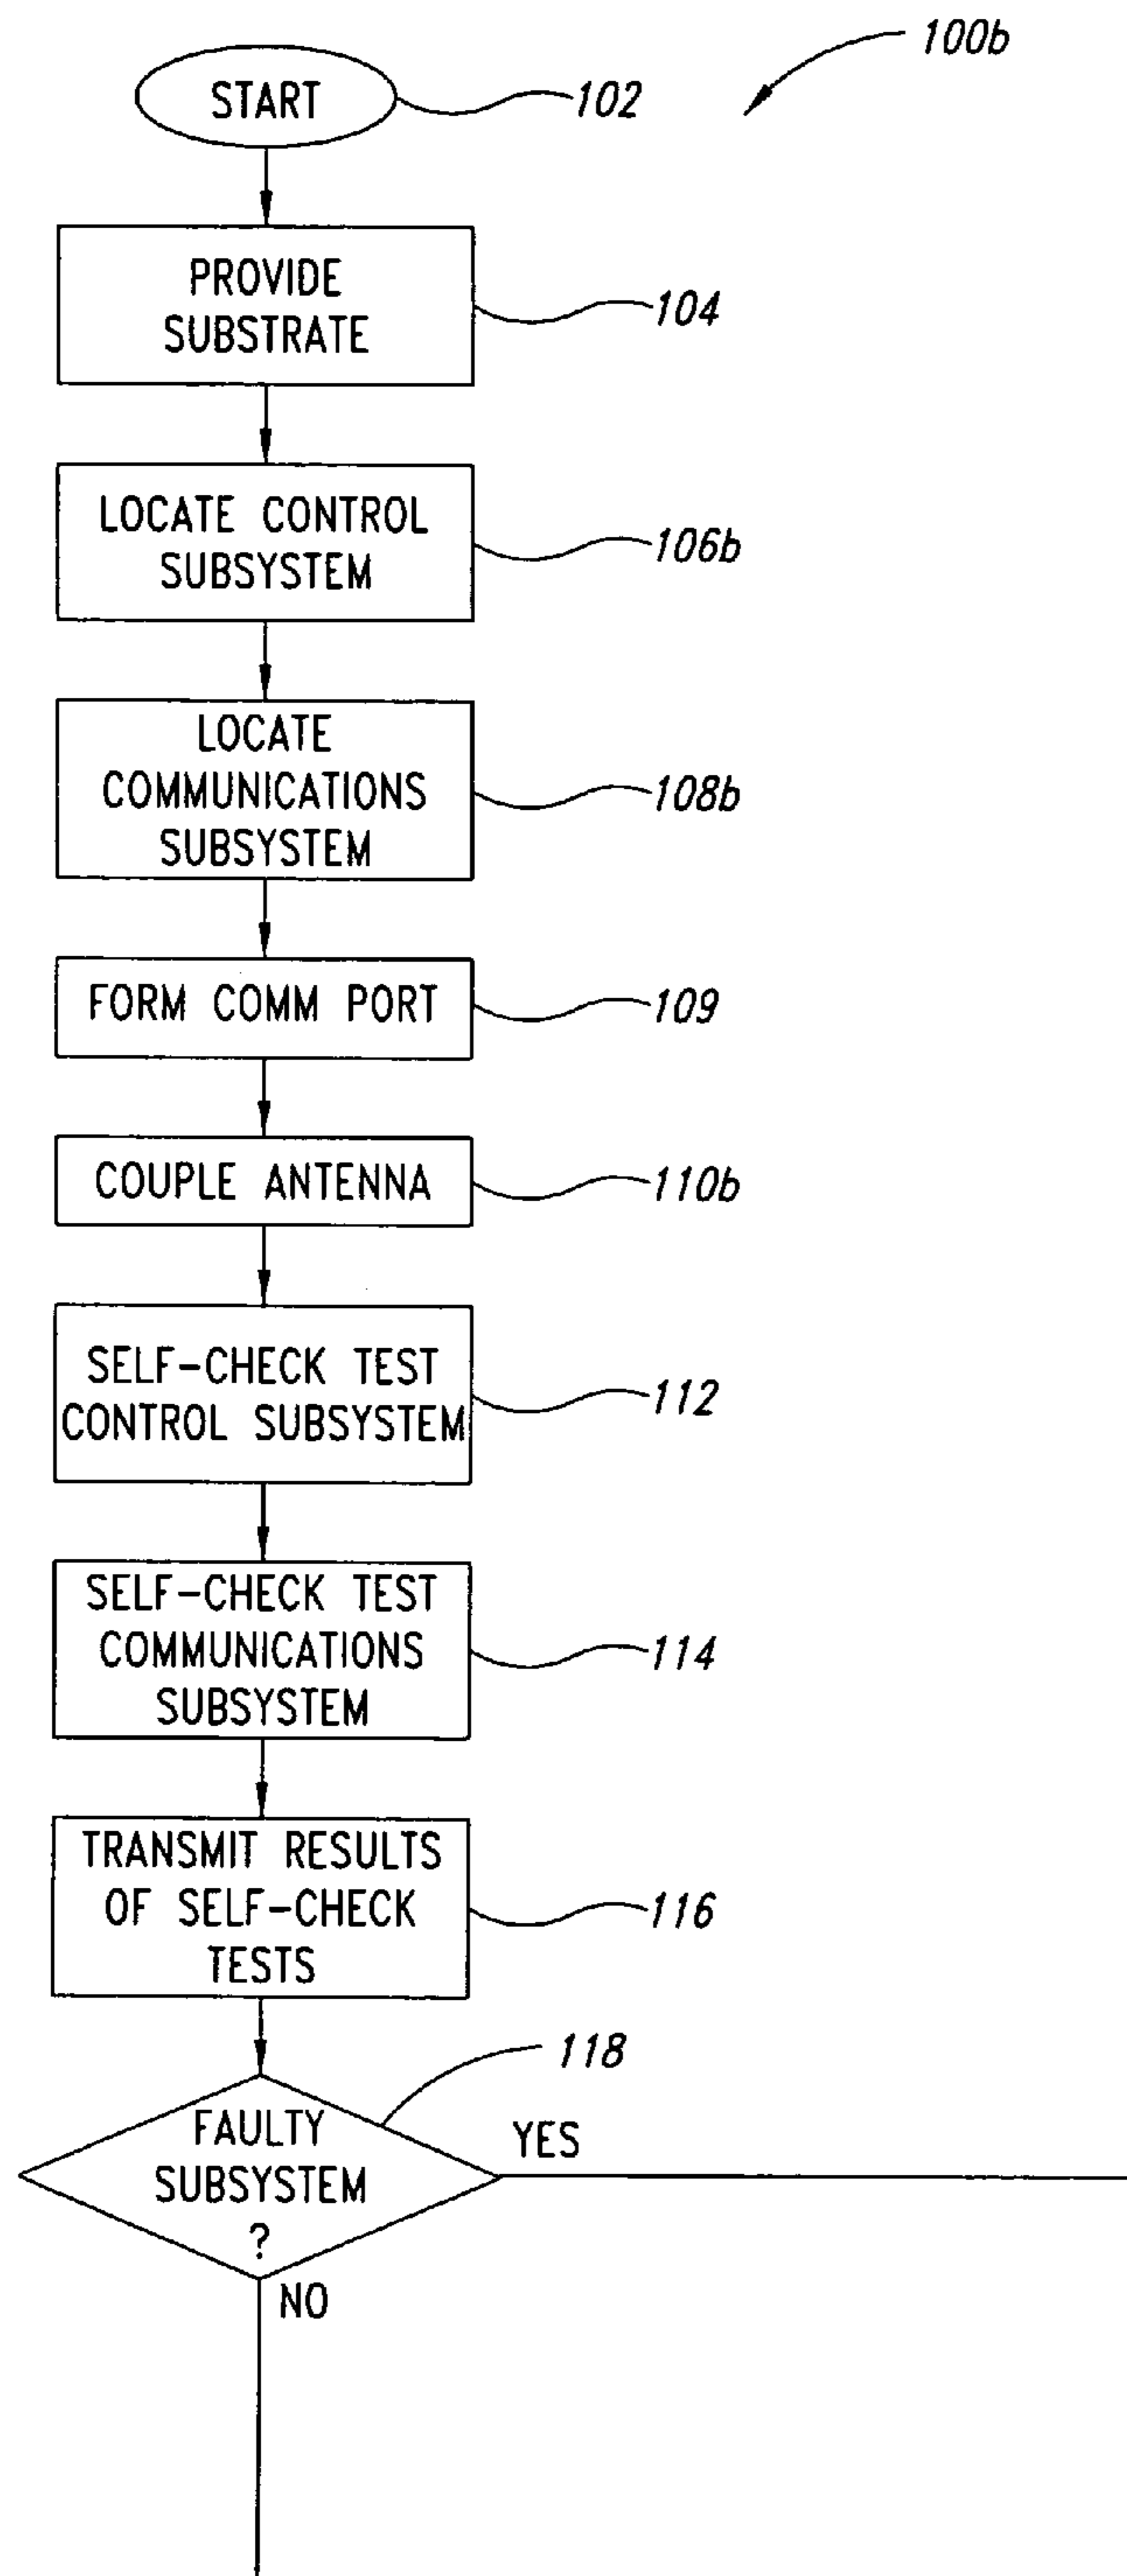 100b
START
102
PROVIDE
SUBSTRATE
104
LOCATE CONTROL
SUBSYSTEM
106b
LOCATE
COMMUNICATIONS
SUBSYSTEM
108b
FORM COMM PORT
109
COUPLE ANTENNA
110b
SELF-CHECK TEST
CONTROL SUBSYSTEM
112
SELF-CHECK TEST
COMMUNICATIONS
SUBSYSTEM
114
TRANSMIT RESULTS
OF SELF-CHECK
TESTS
116
118
FAULTY
SUBSYSTEM
?
YES
NO